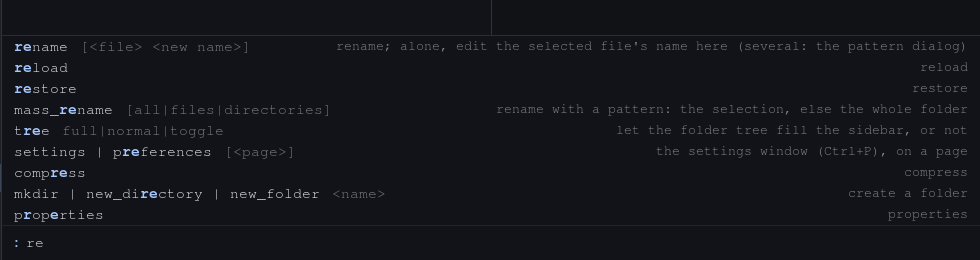 rename [<file> <new name>] rename; alone, edit the selected file's name here (several: the pattern dialog)
reload reload
restore restore
mass_rename [all|files|directories] rename with a pattern: the selection, else the whole folder
tree full|normal|toggle let the folder tree fill the sidebar, or not
settings | preferences [<page>] the settings window (Ctrl+P), on a page
compress compress
mkdir | new_directory | new_folder <name> create a folder
properties properties
: re